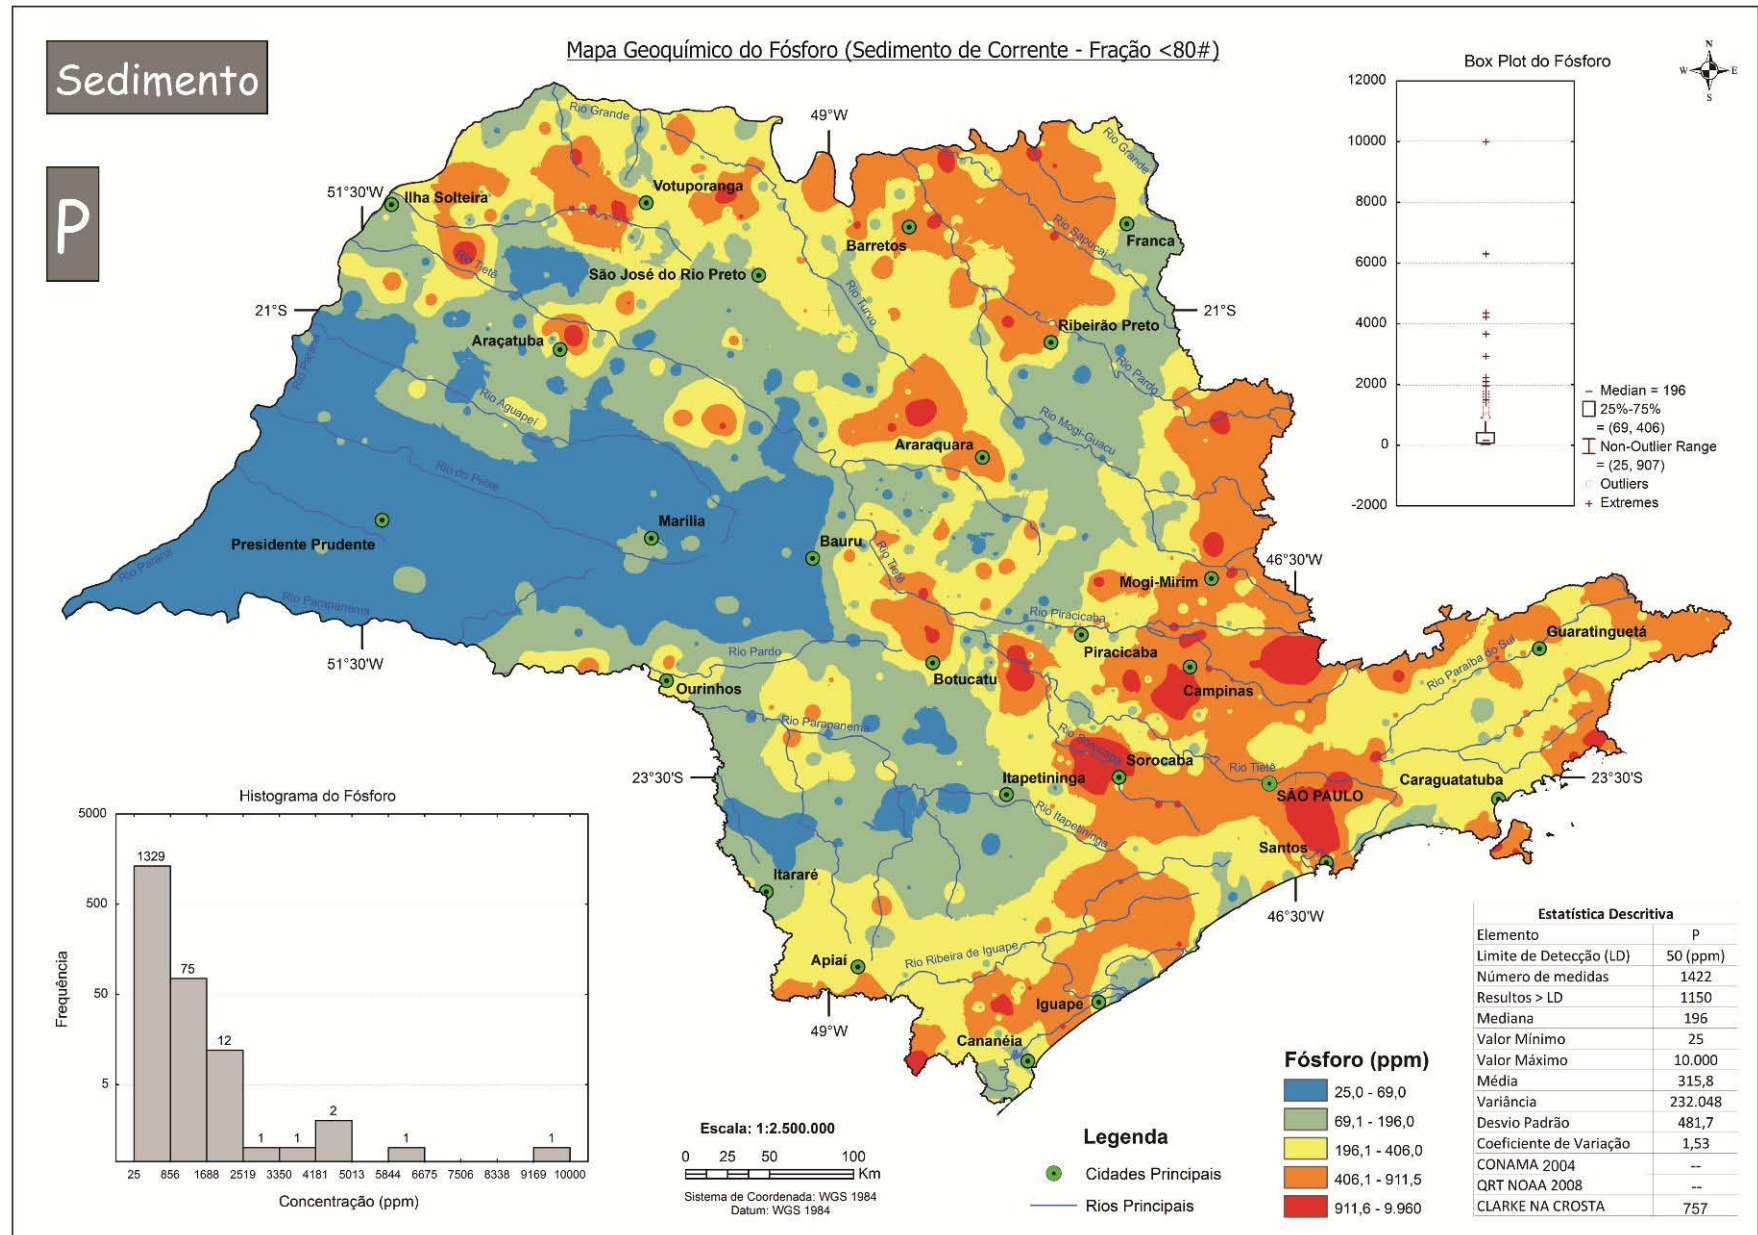 Sedimento
P
Mapa Geoquímico do Fósforo (Sedimento de Corrente - Fração <80#)
Box Plot do Fósforo
N
W E
S
12000
10000
8000
6000
4000
2000
0
-2000
Median = 196
25%-75%
= (69, 406)
Non-Outlier Range
= (25, 907)
Outliers
Extremes
49°W
51°30'W
21°S
21°S
46°30'W
51°30'W
23°30'S
23°30'S
46°30'W
49°W
Rio Grande
Rio Grande
Ilha Solteira
Votuporanga
Barretos
Franca
Rio Sapucaí
Rio Tietê
São José do Rio Preto
Rio Turvo
Ribeirão Preto
Araçatuba
Rio Paraná
Rio Pardo
Rio Aguapeí
Rio Mogi-Guacu
Araraquara
Rio do Peixe
Presidente Prudente
Marilia
Bauru
Rio Tietê
Mogi-Mirim
Rio Paraná
Rio Parapanema
Rio Piracicaba
Piracicaba
Guaratinguetá
Rio Paraíba do Sul
Rio Pardo
Ourinhos
Botucatu
Campinas
Rio Parapanema
Rio Sorocaba
Sorocaba
Itapetininga
Rio Tietê
SÃO PAULO
Caraguatatuba
Rio Itapetininga
Santos
Itararé
Apiaí
Rio Ribeira de Iguape
Iguape
Cananéia
Histograma do Fósforo
5000
500
50
5
Frequência
1329
75
12
1
1
2
1
1
25 856 1688 2519 3350 4181 5013 5844 6675 7506 8338 9169 10000
Concentração (ppm)
Escala: 1:2.500.000
0 25 50 100
Km
Sistema de Coordenada: WGS 1984
Datum: WGS 1984
Legenda
Cidades Principais
Rios Principais
Fósforo (ppm)
25,0 - 69,0
69,1 - 196,0
196,1 - 406,0
406,1 - 911,5
911,6 - 9.960
Estatística Descritiva
Elemento P
Limite de Detecção (LD) 50 (ppm)
Número de medidas 1422
Resultos > LD 1150
Mediana 196
Valor Mínimo 25
Valor Máximo 10.000
Média 315,8
Variância 232.048
Desvio Padrão 481,7
Coeficiente de Variação 1,53
CONAMA 2004 --
QRT NOAA 2008 --
CLARKE NA CROSTA 757